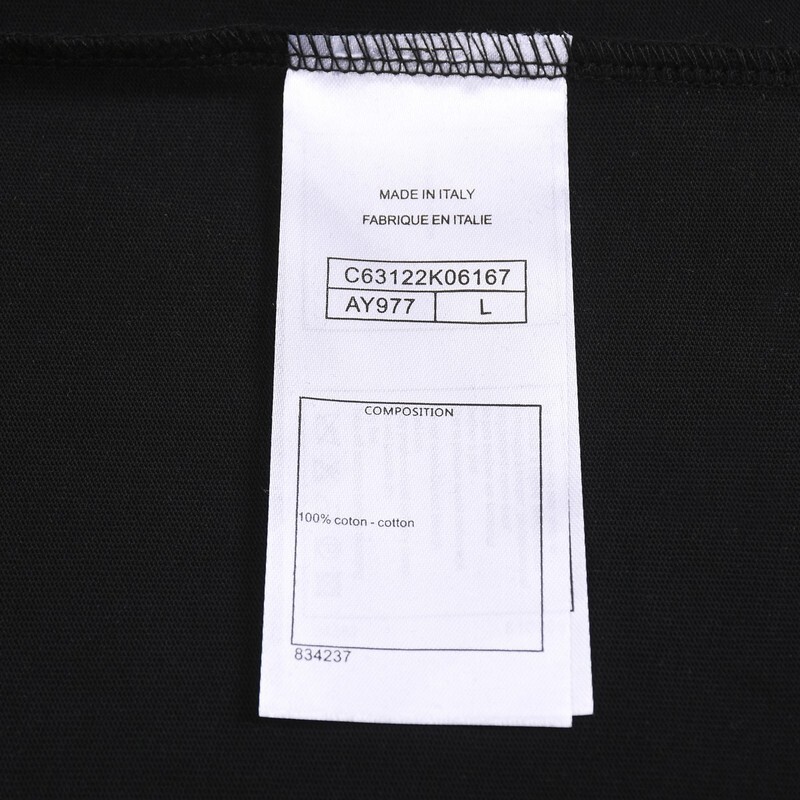 MADE IN ITALY
FABRIQUE EN ITALIE
C63122K06167
AY977 L
COMPOSITION
100% coton - cotton
834237